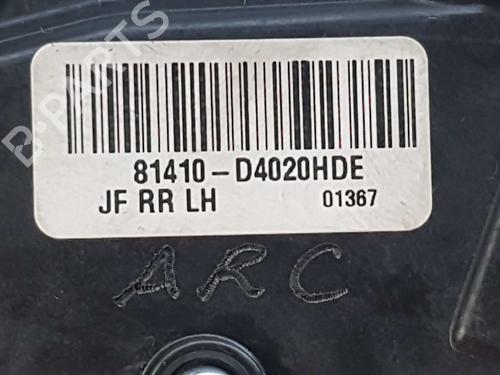 81410-D4020HDE
JF RR LH 01367
ARC
B-PARTS